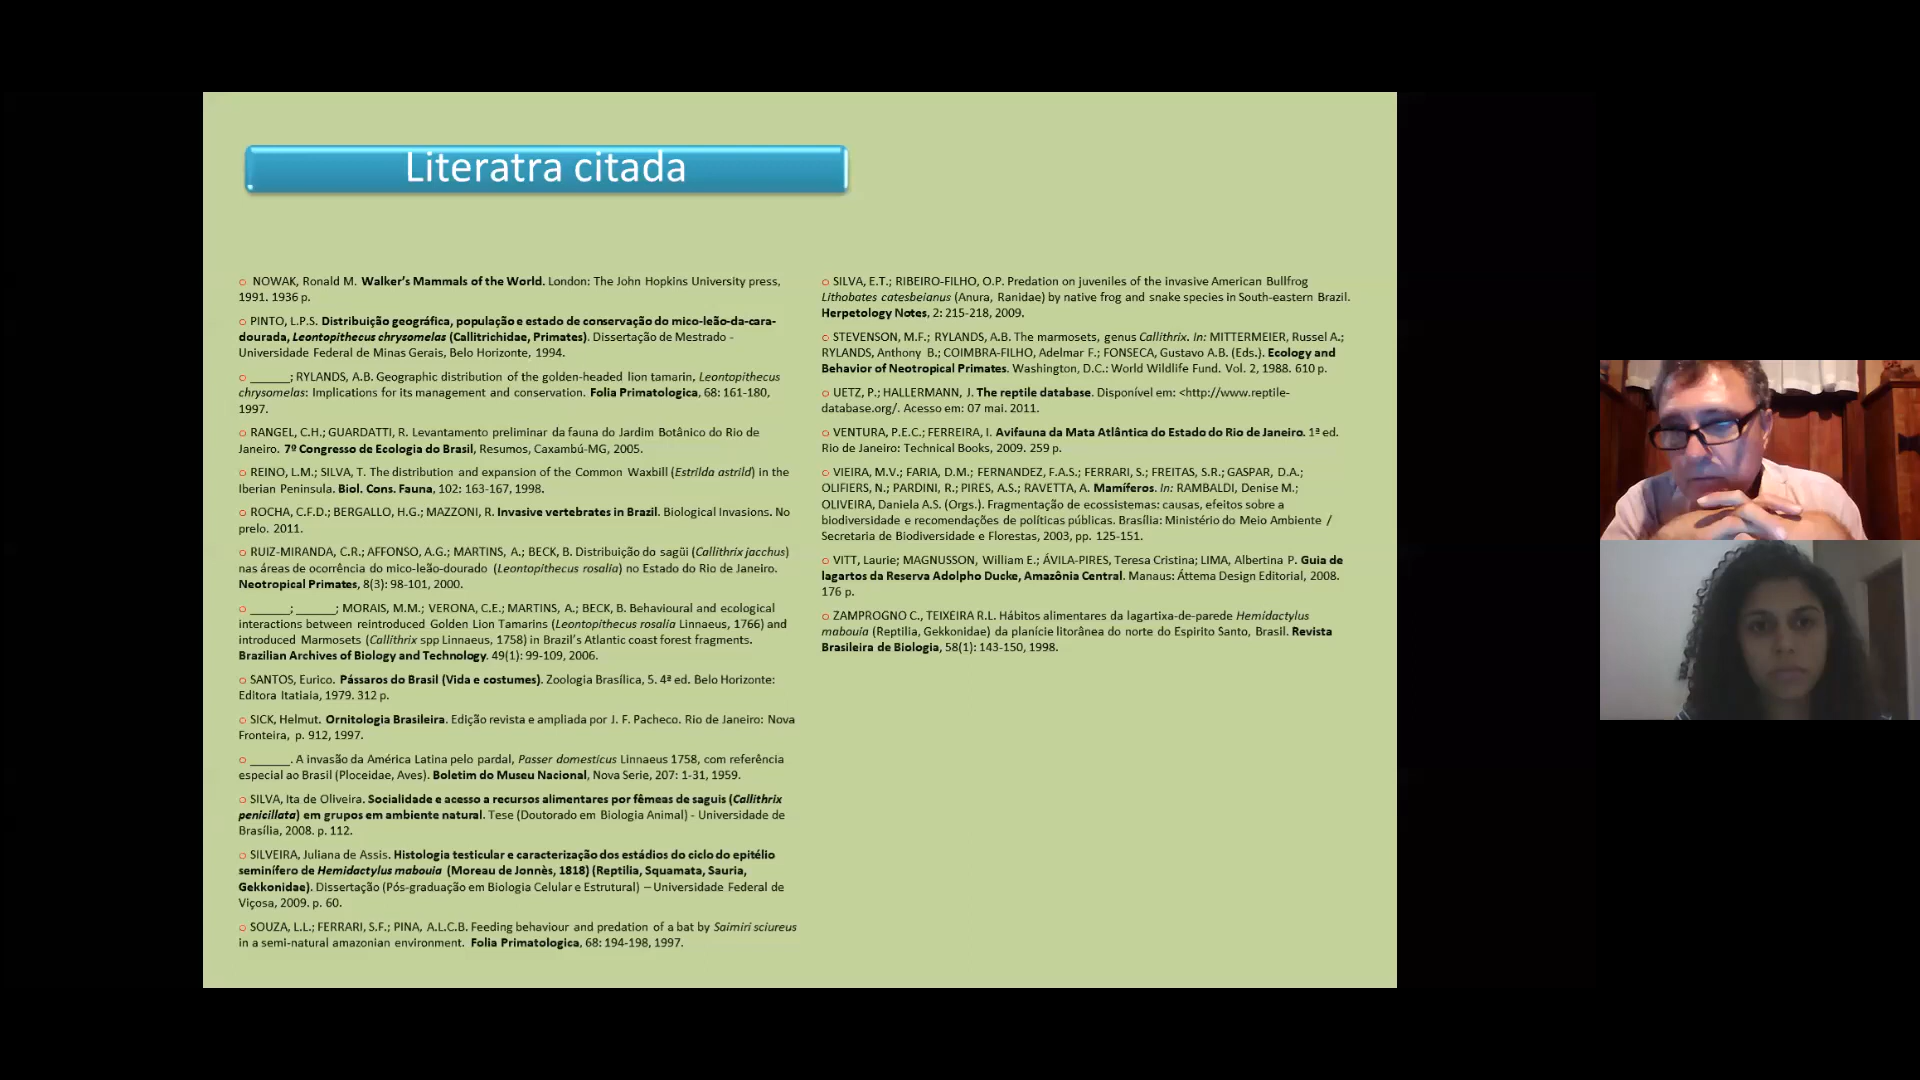 Literatra citada
NOWAK, Ronald M. Walker's Mammals of the World. London: The John Hopkins University press,
1991. 1936 p.
PINTO, L.P.S. Distribuição geográfica, população e estado de conservação do mico-leão-da-cara-
dourada, Leontopithecus chrysomelas (Callitrichidae, Primates). Dissertação de Mestrado -
Universidade Federal de Minas Gerais, Belo Horizonte, 1994.
______; RYLANDS, A.B. Geographic distribution of the golden-headed lion tamarin, Leontopithecus
chrysomelas: Implications for its management and conservation. Folia Primatologica, 68: 161-180,
1997.
RANGEL, C.H.; GUARDATTI, R. Levantamento preliminar da fauna do Jardim Botânico do Rio de
Janeiro. 7º Congresso de Ecologia do Brasil, Resumos, Caxambú-MG, 2005.
REINO, L.M.; SILVA, T. The distribution and expansion of the Common Waxbill (Estrilda astrild) in the
Iberian Peninsula. Biol. Cons. Fauna, 102: 163-167, 1998.
ROCHA, C.F.D.; BERGALLO, H.G.; MAZZONI, R. Invasive vertebrates in Brazil. Biological Invasions. No
prelo. 2011.
RUIZ-MIRANDA, C.R.; AFFONSO, A.G.; MARTINS, A.; BECK, B. Distribuição do sagüi (Callithrix jacchus)
nas áreas de ocorrência do mico-leão-dourado (Leontopithecus rosalia) no Estado do Rio de Janeiro.
Neotropical Primates, 8(3): 98-101, 2000.
______; ______; MORAIS, M.M.; VERONA, C.E.; MARTINS, A.; BECK, B. Behavioural and ecological
interactions between reintroduced Golden Lion Tamarins (Leontopithecus rosalia Linnaeus, 1766) and
introduced Marmosets (Callithrix spp Linnaeus, 1758) in Brazil's Atlantic coast forest fragments.
Brazilian Archives of Biology and Technology. 49(1): 99-109, 2006.
SANTOS, Eurico. Pássaros do Brasil (Vida e costumes). Zoologia Brasílica, 5. 4ª ed. Belo Horizonte:
Editora Itatiaia, 1979. 312 p.
SICK, Helmut. Ornitologia Brasileira. Edição revista e ampliada por J. F. Pacheco. Rio de Janeiro: Nova
Fronteira, p. 912, 1997.
______. A invasão da América Latina pelo pardal, Passer domesticus Linnaeus 1758, com referência
especial ao Brasil (Ploceidae, Aves). Boletim do Museu Nacional, Nova Serie, 207: 1-31, 1959.
SILVA, Ita de Oliveira. Socialidade e acesso a recursos alimentares por fêmeas de saguis (Callithrix
penicillata) em grupos em ambiente natural. Tese (Doutorado em Biologia Animal) - Universidade de
Brasília, 2008. p. 112.
SILVEIRA, Juliana de Assis. Histologia testicular e caracterização dos estádios do ciclo do epitélio
seminífero de Hemidactylus mabouia (Moreau de Jonnès, 1818) (Reptilia, Squamata, Sauria,
Gekkonidae). Dissertação (Pós-graduação em Biologia Celular e Estrutural) – Universidade Federal de
Viçosa, 2009. p. 60.
SOUZA, L.L.; FERRARI, S.F.; PINA, A.L.C.B. Feeding behaviour and predation of a bat by Saimiri sciureus
in a semi-natural amazonian environment. Folia Primatologica, 68: 194-198, 1997.
SILVA, E.T.; RIBEIRO-FILHO, O.P. Predation on juveniles of the invasive American Bullfrog
Lithobates catesbeianus (Anura, Ranidae) by native frog and snake species in South-eastern Brazil.
Herpetology Notes, 2: 215-218, 2009.
STEVENSON, M.F.; RYLANDS, A.B. The marmosets, genus Callithrix. In: MITTERMEIER, Russel A.;
RYLANDS, Anthony B.; COIMBRA-FILHO, Adelmar F.; FONSECA, Gustavo A.B. (Eds.). Ecology and
Behavior of Neotropical Primates. Washington, D.C.: World Wildlife Fund. Vol. 2, 1988. 610 p.
UETZ, P.; HALLERMANN, J. The reptile database. Disponível em: <http://www.reptile-
database.org/. Acesso em: 07 mai. 2011.
VENTURA, P.E.C.; FERREIRA, I. Avifauna da Mata Atlântica do Estado do Rio de Janeiro. 1ª ed.
Rio de Janeiro: Technical Books, 2009. 259 p.
VIEIRA, M.V.; FARIA, D.M.; FERNANDEZ, F.A.S.; FERRARI, S.; FREITAS, S.R.; GASPAR, D.A.;
OLIFIERS, N.; PARDINI, R.; PIRES, A.S.; RAVETTA, A. Mamíferos. In: RAMBALDI, Denise M.;
OLIVEIRA, Daniela A.S. (Orgs.). Fragmentação de ecossistemas: causas, efeitos sobre a
biodiversidade e recomendações de políticas públicas. Brasília: Ministério do Meio Ambiente /
Secretaria de Biodiversidade e Florestas, 2003, pp. 125-151.
VITT, Laurie; MAGNUSSON, William E.; ÁVILA-PIRES, Teresa Cristina; LIMA, Albertina P. Guia de
lagartos da Reserva Adolpho Ducke, Amazônia Central. Manaus: Áttema Design Editorial, 2008.
176 p.
ZAMPROGNO C., TEIXEIRA R.L. Hábitos alimentares da lagartixa-de-parede Hemidactylus
mabouia (Reptilia, Gekkonidae) da planície litorânea do norte do Espirito Santo, Brasil. Revista
Brasileira de Biologia, 58(1): 143-150, 1998.